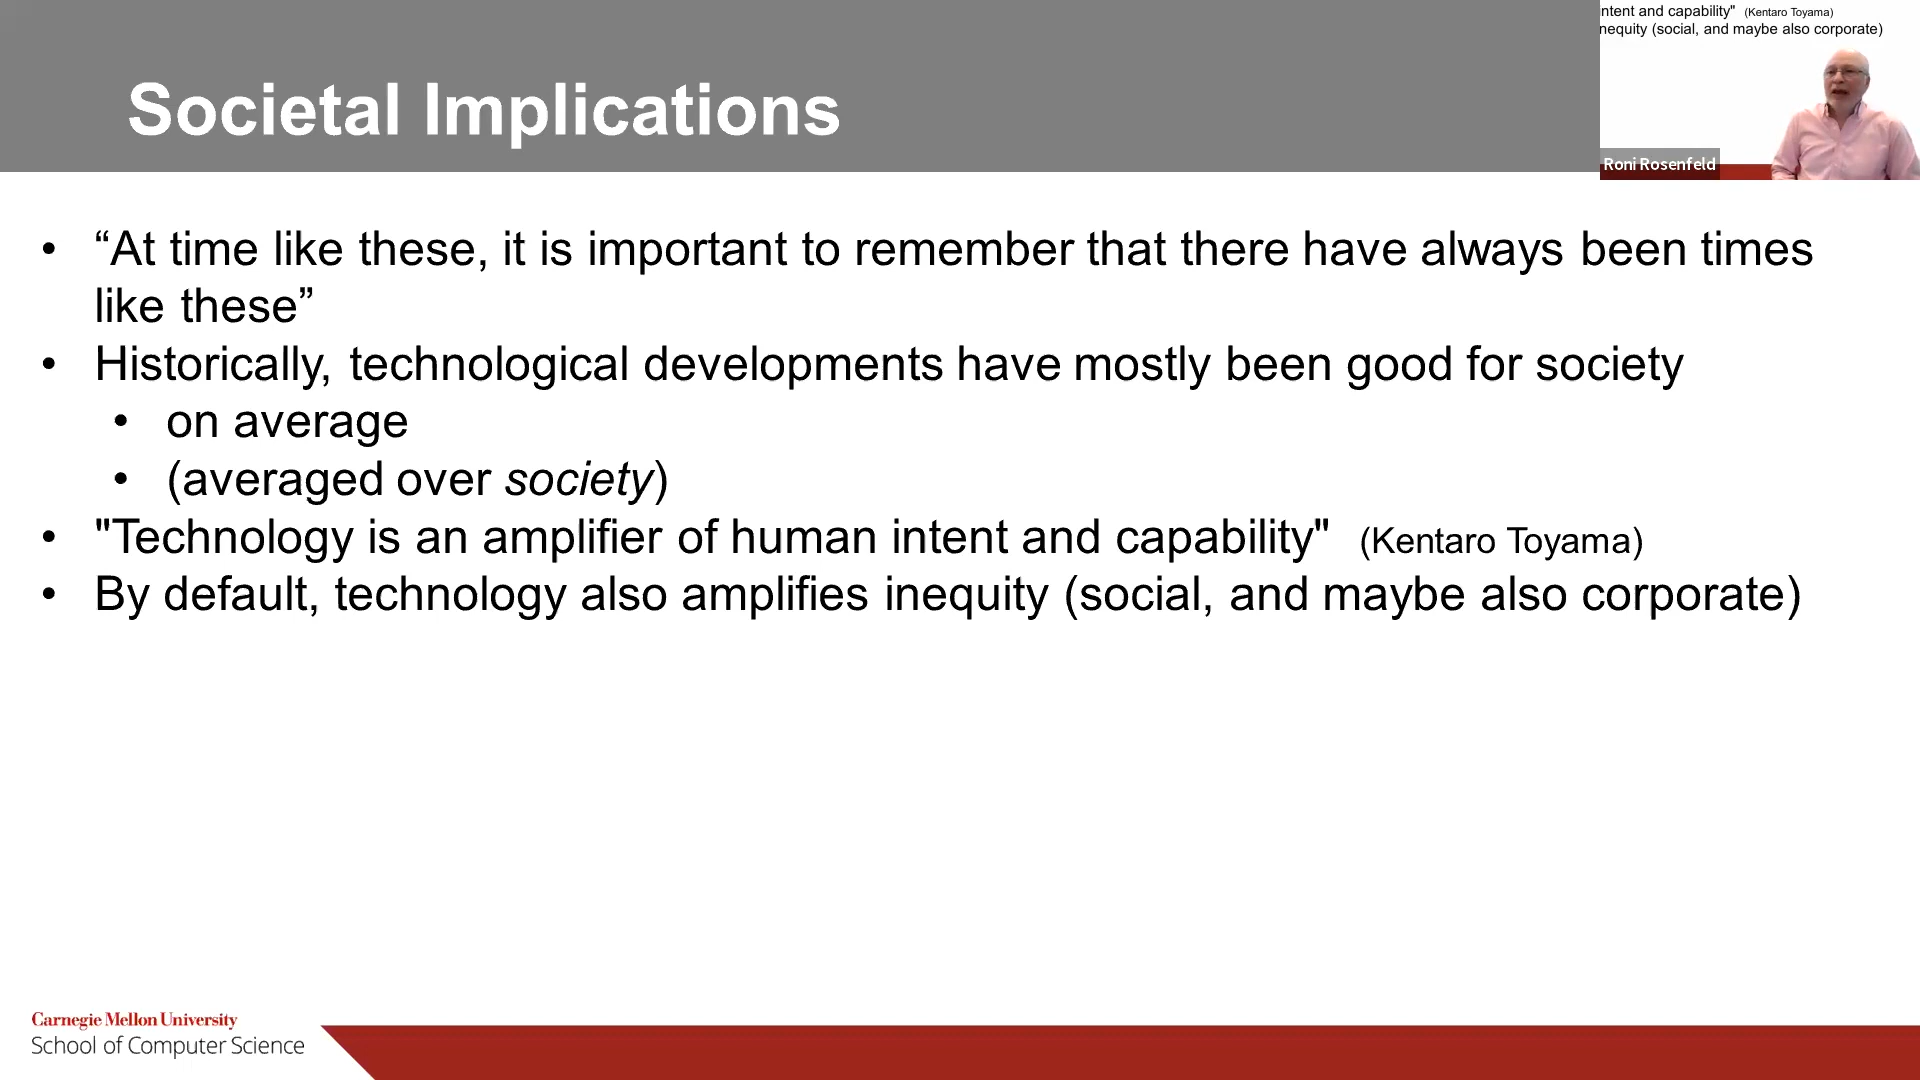 ntent and capability" (Kentaro Toyama)
nequity (social, and maybe also corporate)
Societal Implications
Roni Rosenfeld
• “At time like these, it is important to remember that there have always been times
like these”
• Historically, technological developments have mostly been good for society
• on average
• (averaged over society)
• "Technology is an amplifier of human intent and capability" (Kentaro Toyama)
• By default, technology also amplifies inequity (social, and maybe also corporate)
Carnegie Mellon University
School of Computer Science